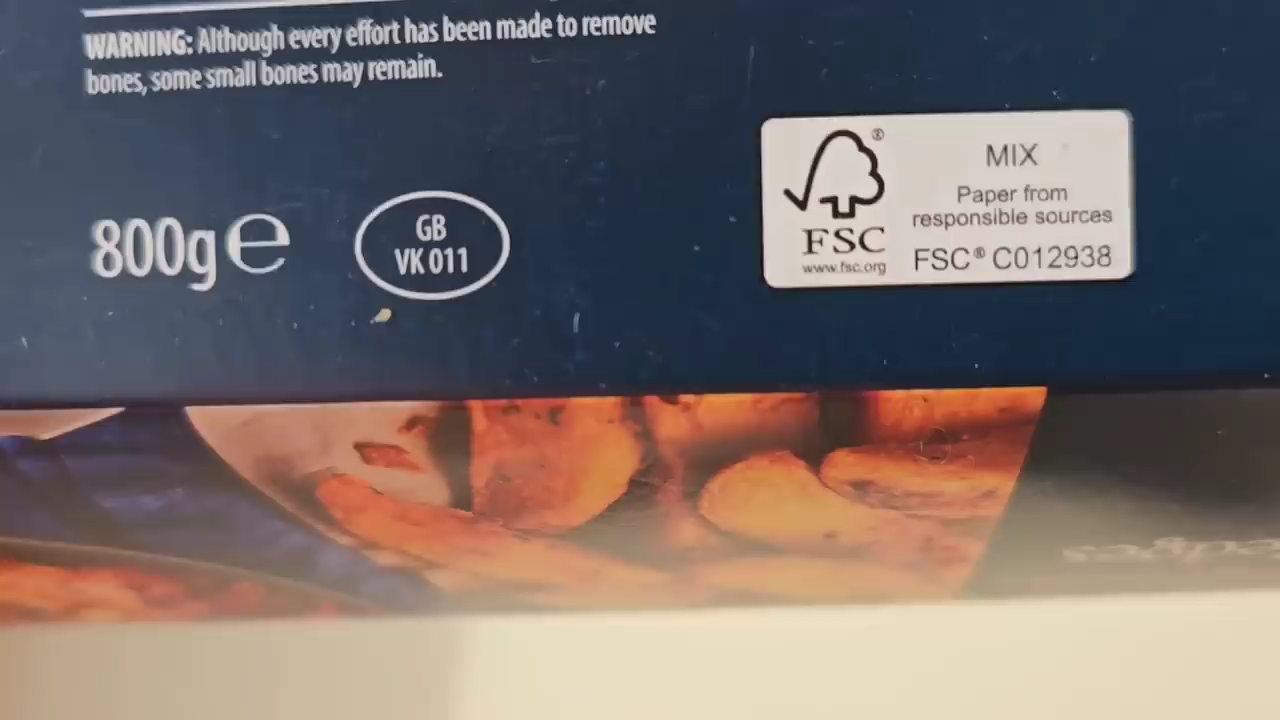 WARNING: Although every effort has been made to remove
bones, some small bones may remain.
800g℮
GB
VK 011
®
FSC
www.fsc.org
MIX
Paper from
responsible sources
FSC® C012938